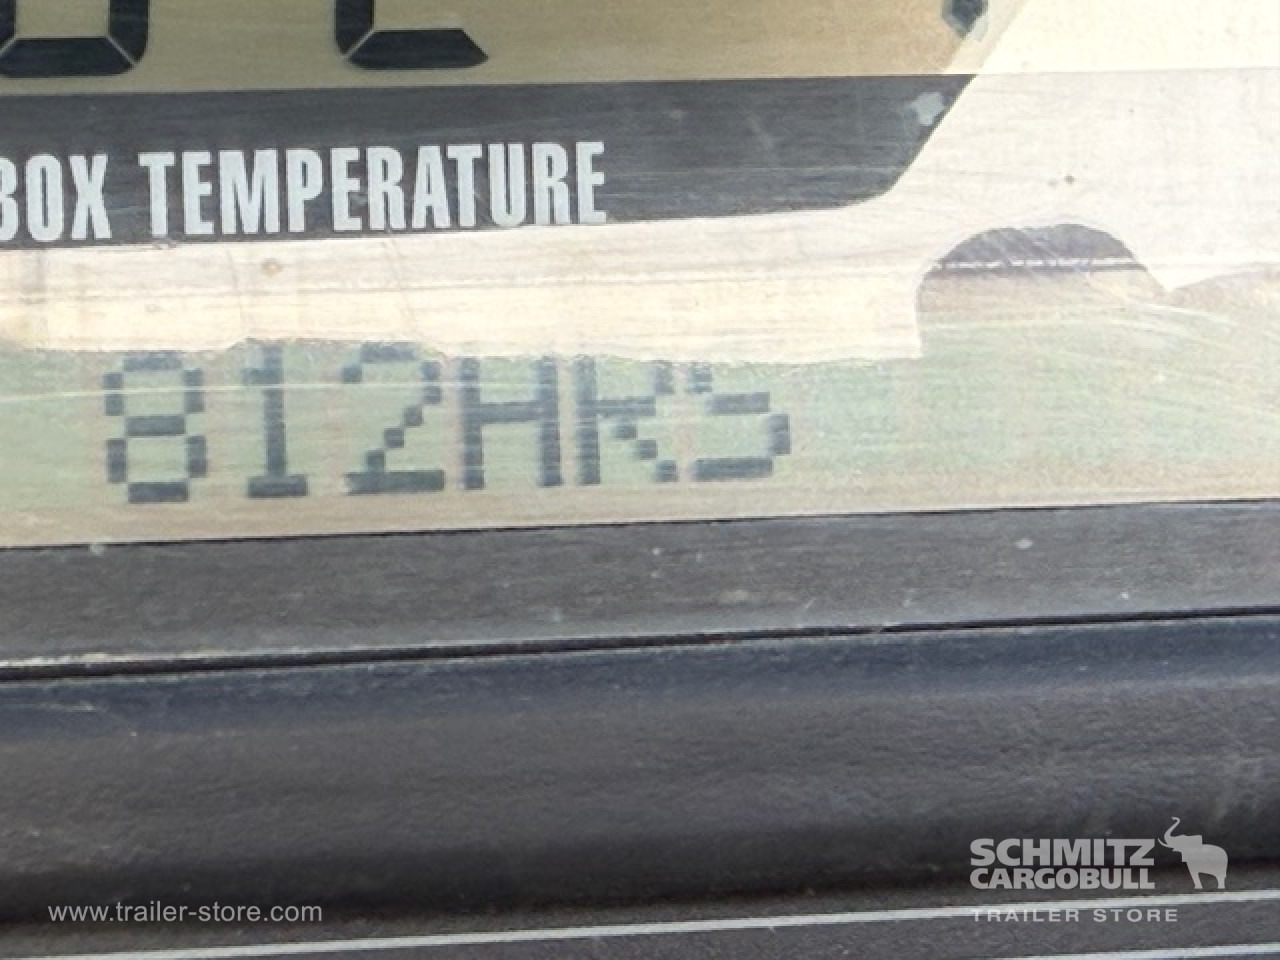 BOX TEMPERATURE
812HRS
SCHMITZ
CARGOBULL
www.trailer-store.com
TRAILER STORE